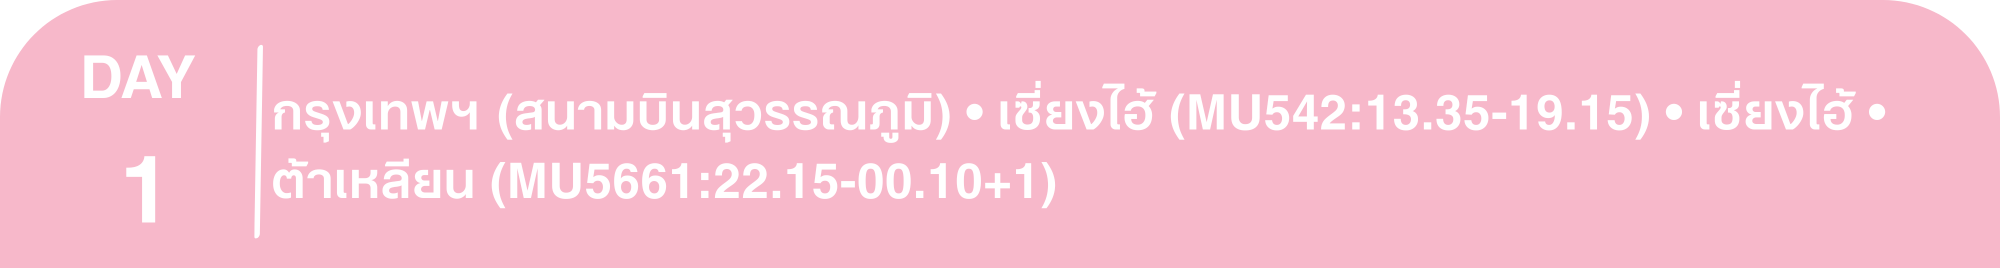 DAY
1
กรุงเทพฯ (สนามบินสุวรรณภูมิ) • เซี่ยงไฮ้ (MU542:13.35-19.15) • เซี่ยงไฮ้ •
ต้าเหลียน (MU5661:22.15-00.10+1)